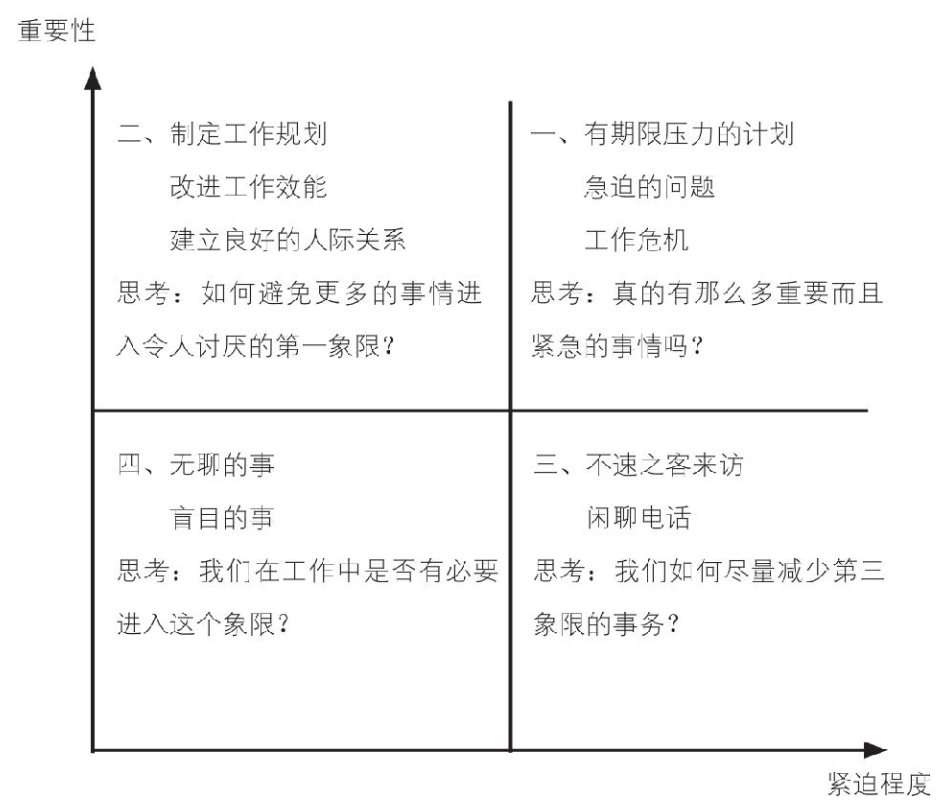 重要性
二、制定工作规划
改进工作效能
建立良好的人际关系
思考：如何避免更多的事情进
入令人讨厌的第一象限？
一、有期限压力的计划
急迫的问题
工作危机
思考：真的有那么多重要而且
紧急的事情吗？
四、无聊的事
盲目的事
思考：我们在工作中是否有必要
进入这个象限？
三、不速之客来访
闲聊电话
思考：我们如何尽量减少第三
象限的事务？
紧迫程度